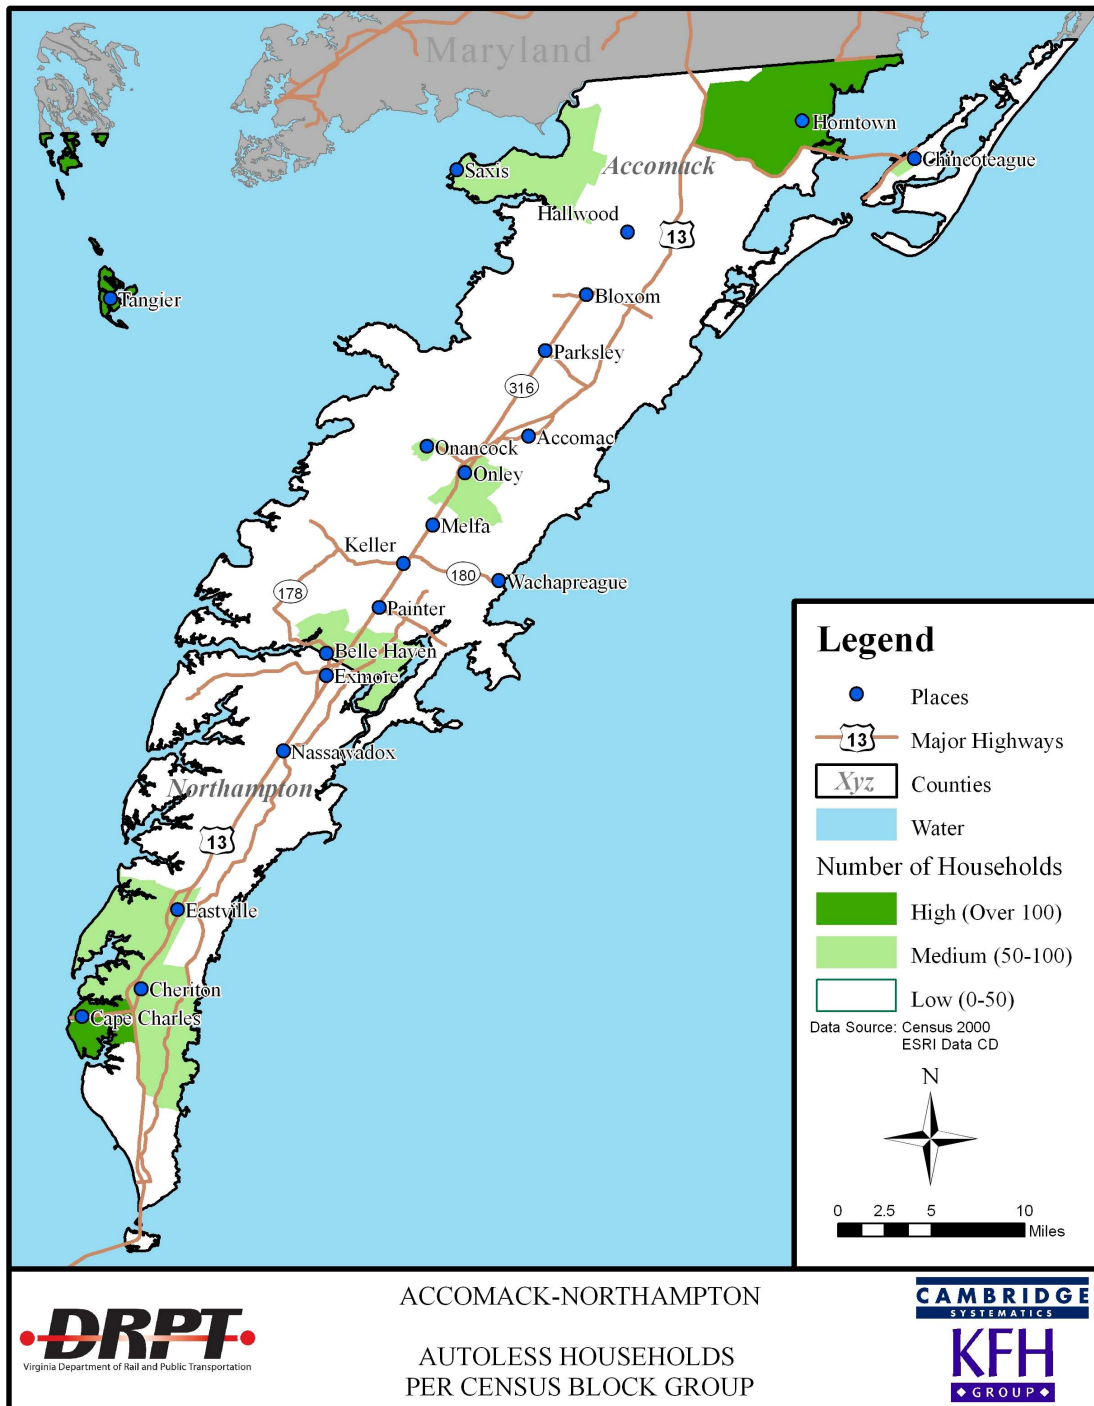 Maryland
Horntown
Chincoteague
Saxis
Accomack
Hallwood
13
Tangier
Bloxom
Parksley
316
Accomac
Onancock
Onley
Melfa
Keller
180
Wachapreague
178
Painter
Belle Haven
Exmore
Nassawadox
Northampton
13
Eastville
Cheriton
Cape Charles
Legend
Places
13
Major Highways
Xyz
Counties
Water
Number of Households
High (Over 100)
Medium (50-100)
Low (0-50)
Data Source: Census 2000
ESRI Data CD
N
0 2.5 5 10
Miles
DRPT
Virginia Department of Rail and Public Transportation
ACCOMACK-NORTHAMPTON
AUTOLESS HOUSEHOLDS
PER CENSUS BLOCK GROUP
CAMBRIDGE
SYSTEMATICS
KFH
GROUP